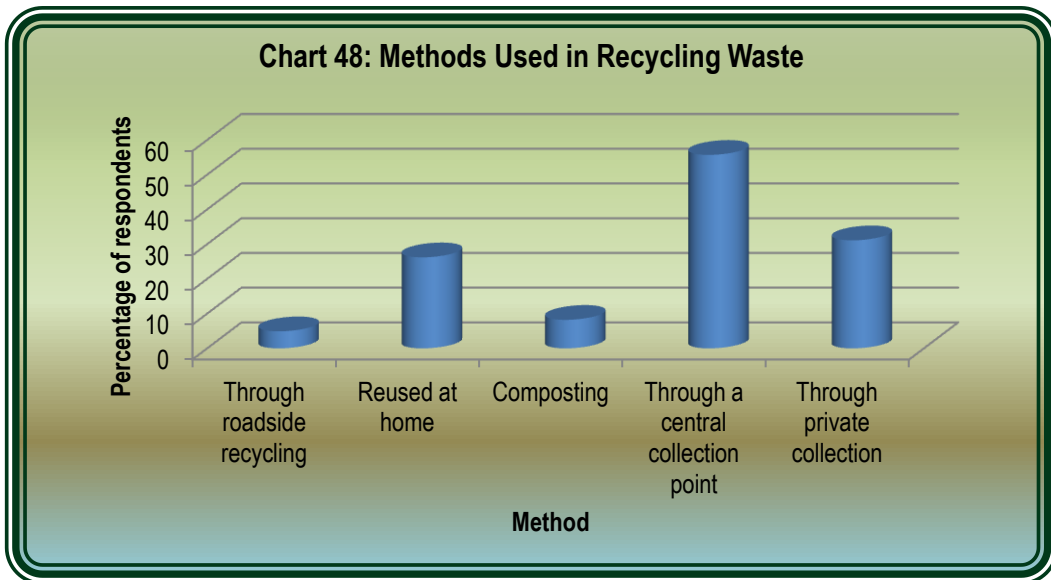 Chart 48: Methods Used in Recycling Waste
Percentage of respondents
60
50
40
30
20
10
0
Through roadside recycling
Reused at home
Composting
Through a central collection point
Through private collection
Method